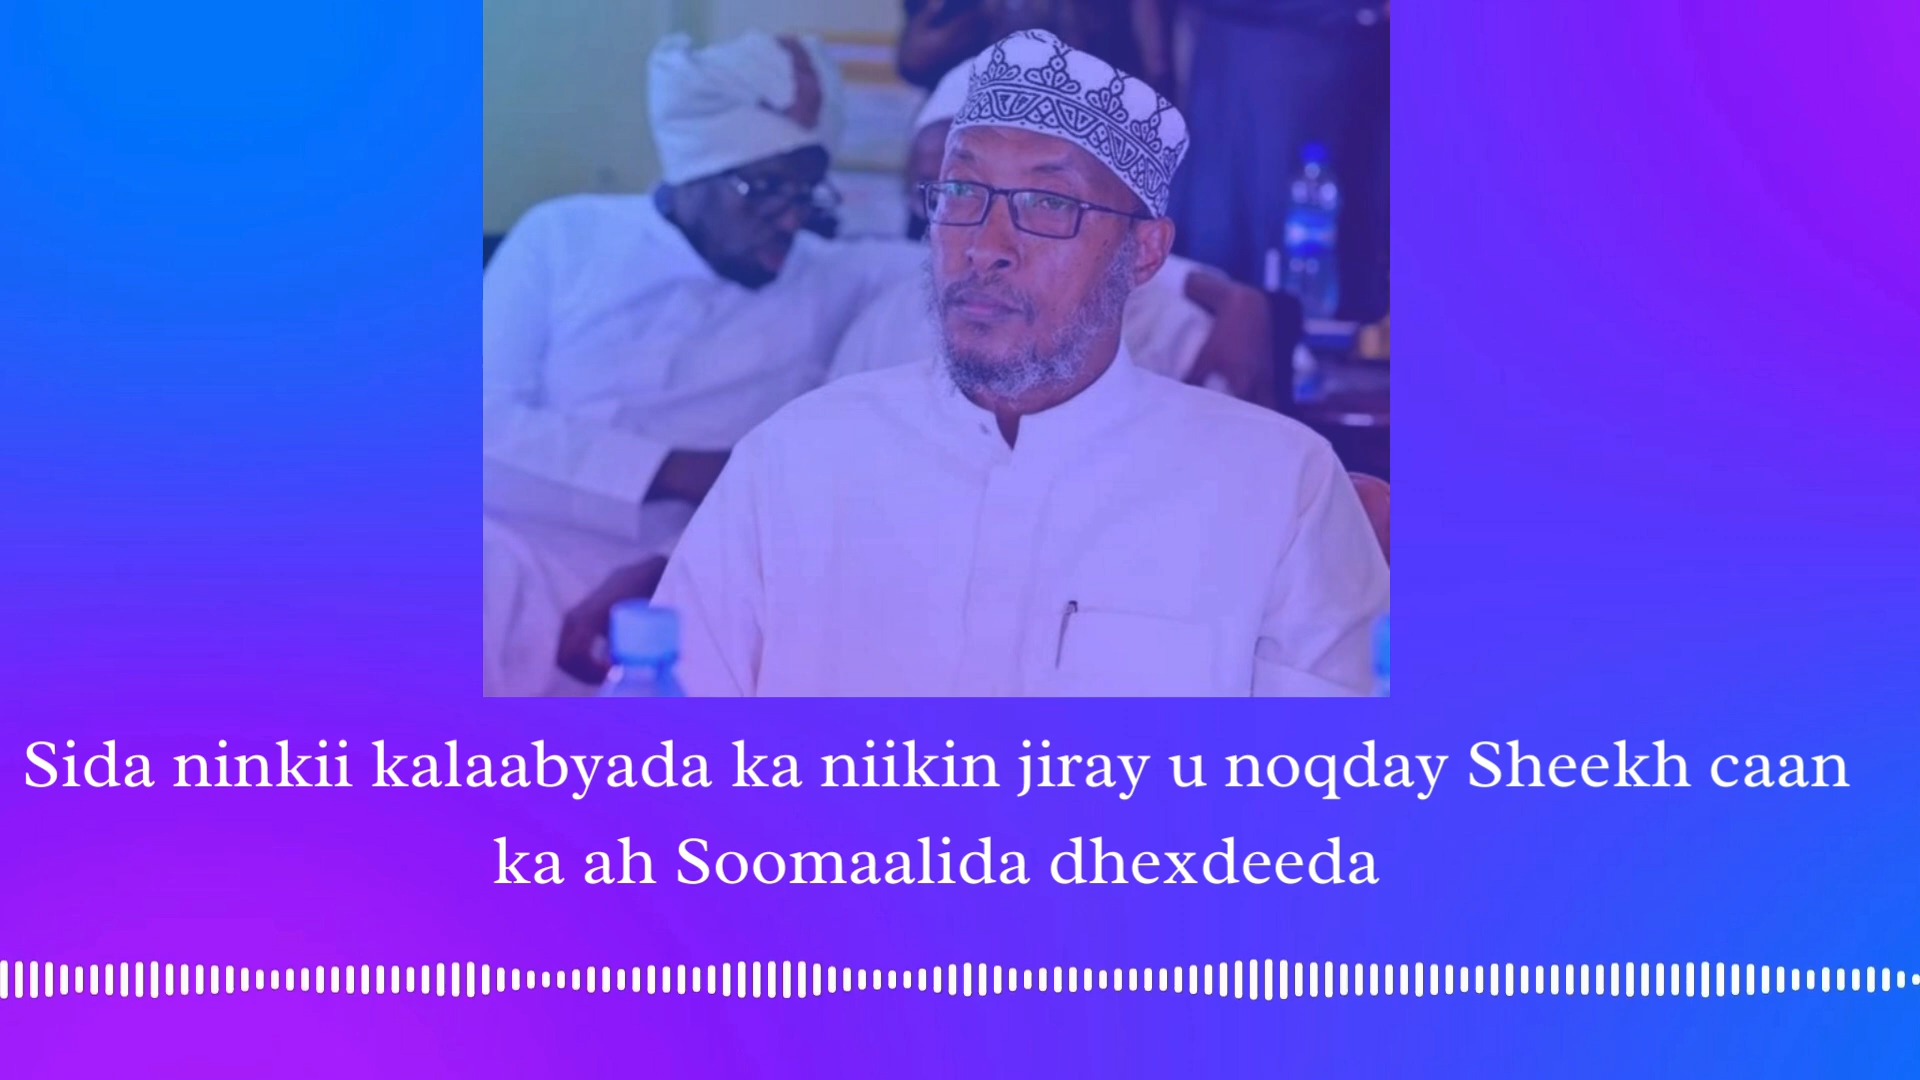 Sida ninkii kalaabyada ka niikin jiray u noqday Sheekh caan
ka ah Soomaalida dhexdeeda